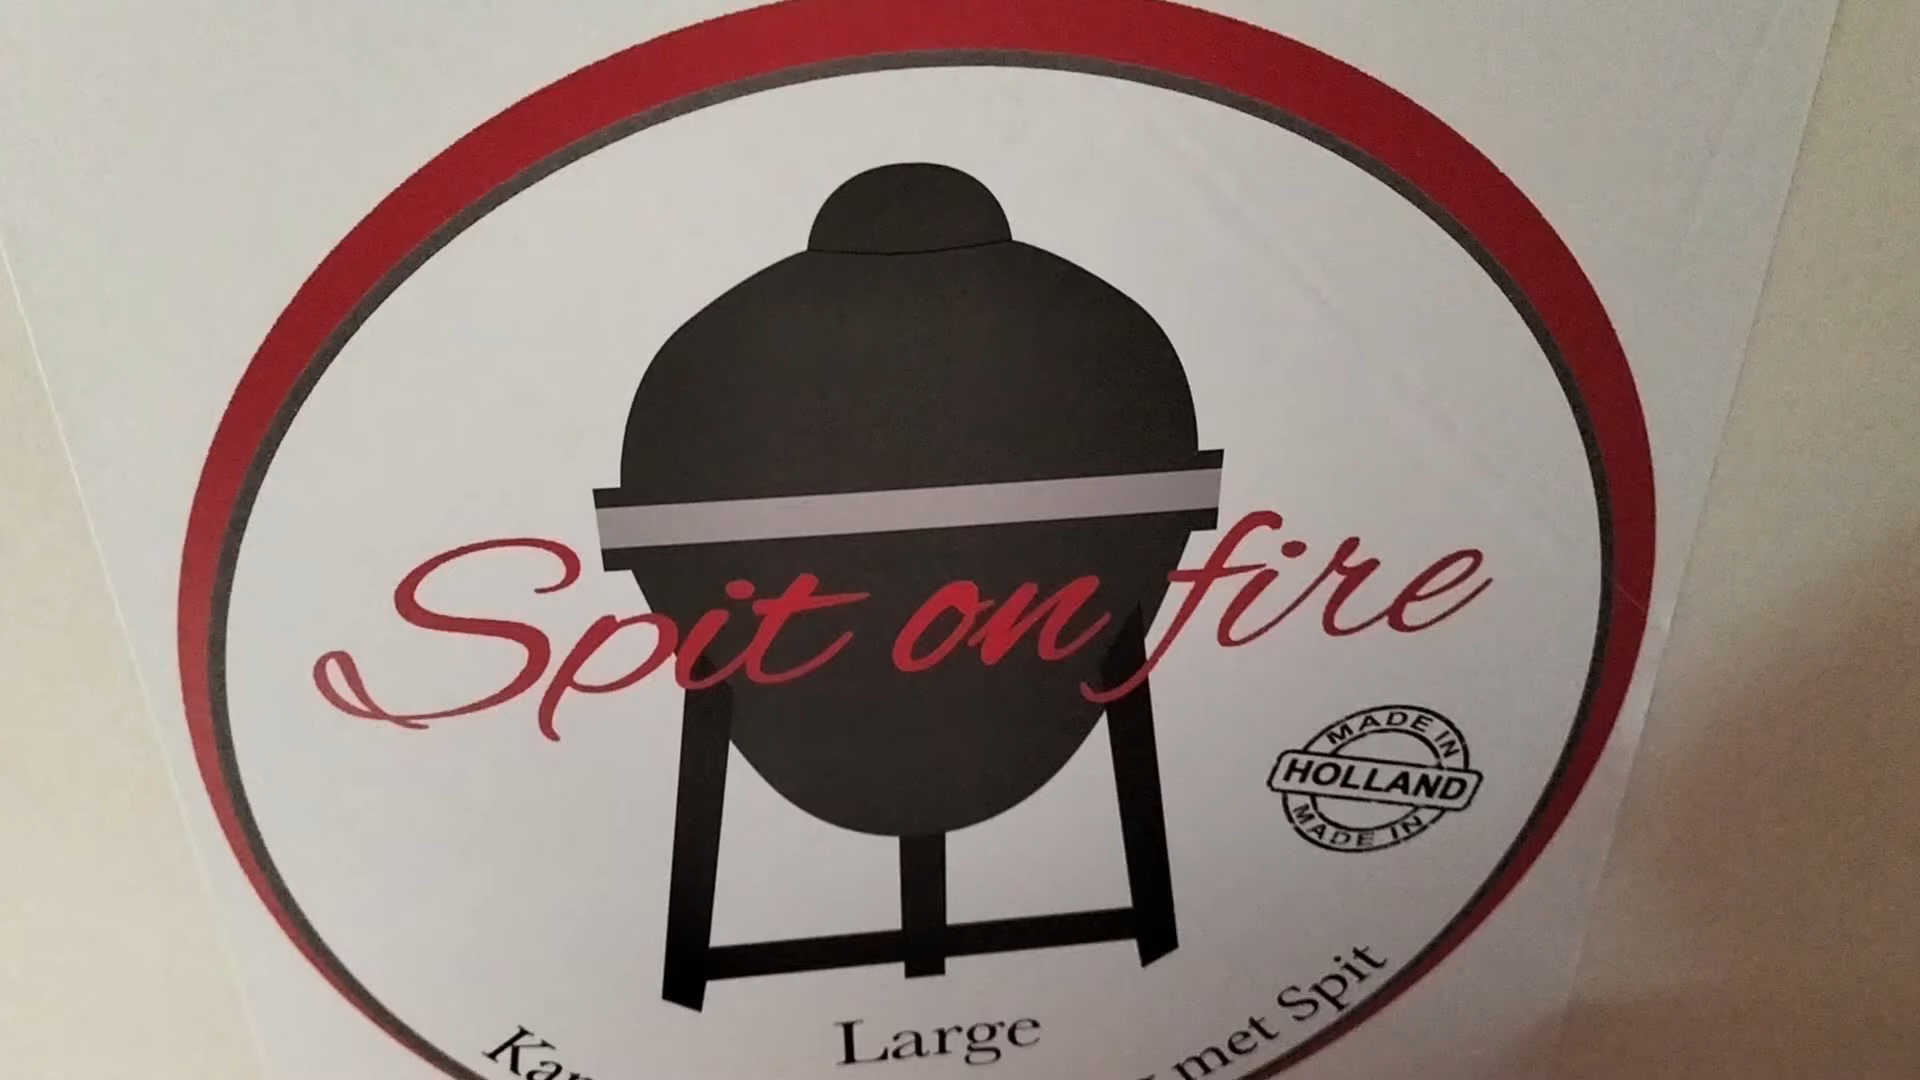 Spit on fire
MADE IN
HOLLAND
MADE IN
Large
met Spit